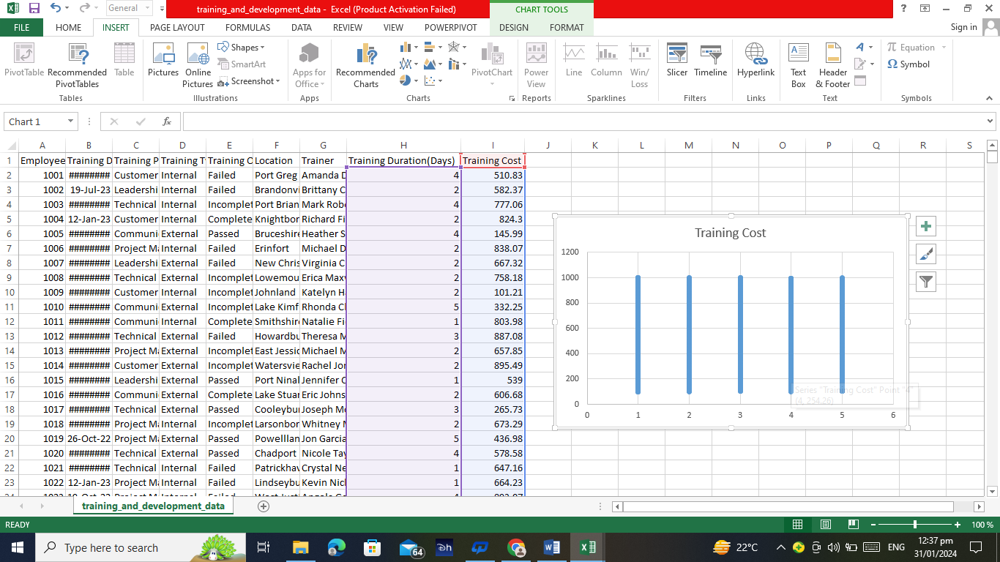 General
training_and_development_data - Excel (Product Activation Failed)
CHART TOOLS
?
FILE HOME INSERT PAGE LAYOUT FORMULAS DATA REVIEW VIEW POWERPIVOT DESIGN FORMAT Sign in
PivotTable Recommended PivotTables Table
Tables
Pictures Online Pictures Shapes SmartArt Screenshot
Illustrations
Apps for Office
Apps
Recommended Charts PivotChart
Charts
Power View
Reports
Line Column Win/Loss
Sparklines
Slicer Timeline
Filters
Hyperlink
Links
Text Box Header & Footer
Text
Equation Symbol
Symbols
Chart 1 fx
A B C D E F G H I J K L M N O P Q R S
1 Employee Training D Training P Training T Training O Location Trainer Training Duration(Days) Training Cost
2 1001 ######## Customer Internal Failed Port Greg Amanda D 4 510.83
3 1002 19-Jul-23 Leadershi Internal Failed Brandonvi Brittany C 2 582.37
4 1003 ######## Technical Internal Incomplet Port Brian Mark Robe 4 777.06
5 1004 12-Jan-23 Customer Internal Complete Knightbor Richard Fi 2 824.3
6 1005 ######## Communi External Passed Bruceshire Heather S 4 145.99
7 1006 ######## Project Ma Internal Failed Erinfort Michael D 2 838.07
8 1007 ######## Leadershi External Failed New Chris Virginia C 2 667.32
9 1008 ######## Technical External Incomplet Lowemou Erica Maxw 2 758.18
10 1009 ######## Customer Internal Incomplet Johnland Katelyn H 2 101.21
11 1010 ######## Communi External Incomplet Lake Kimf Rhonda Cl 5 332.25
12 1011 ######## Communi Internal Complete Smithshire Natalie Fi 1 803.98
13 1012 ######## Technical External Failed Howardbu Theresa M 3 887.08
14 1013 ######## Project Ma External Incomplet East Jessic Michael M 2 657.85
15 1014 ######## Customer External Incomplet Watersvie Rachel Jon 2 895.49
16 1015 ######## Leadershi External Passed Port Ninal Jennifer C 1 539
17 1016 ######## Communi External Complete Lake Stuar Eric Johns 2 606.68
18 1017 ######## Technical External Passed Cooleybur Joseph Mc 3 265.73
19 1018 ######## Project Ma Internal Incomplet Larsonbor Whitney M 2 673.29
20 1019 26-Oct-22 Project Ma External Passed Powelllan Jon Garcia 5 436.98
21 1020 ######## Technical External Passed Chadport Nicole Tay 4 578.58
22 1021 ######## Technical Internal Failed Patrickhav Crystal Ne 1 647.16
23 1022 12-Jan-23 Project Ma Internal Failed Lindseybu Kevin Nich 1 664.23
Training Cost
1200
1000
800
600
400
200
0
0 1 2 3 4 5 6
Series "Training Cost" Point "4"
(4, 254.26)
training_and_development_data
READY 100 %
Type here to search 64 22°C ENG 12:37 pm
31/01/2024